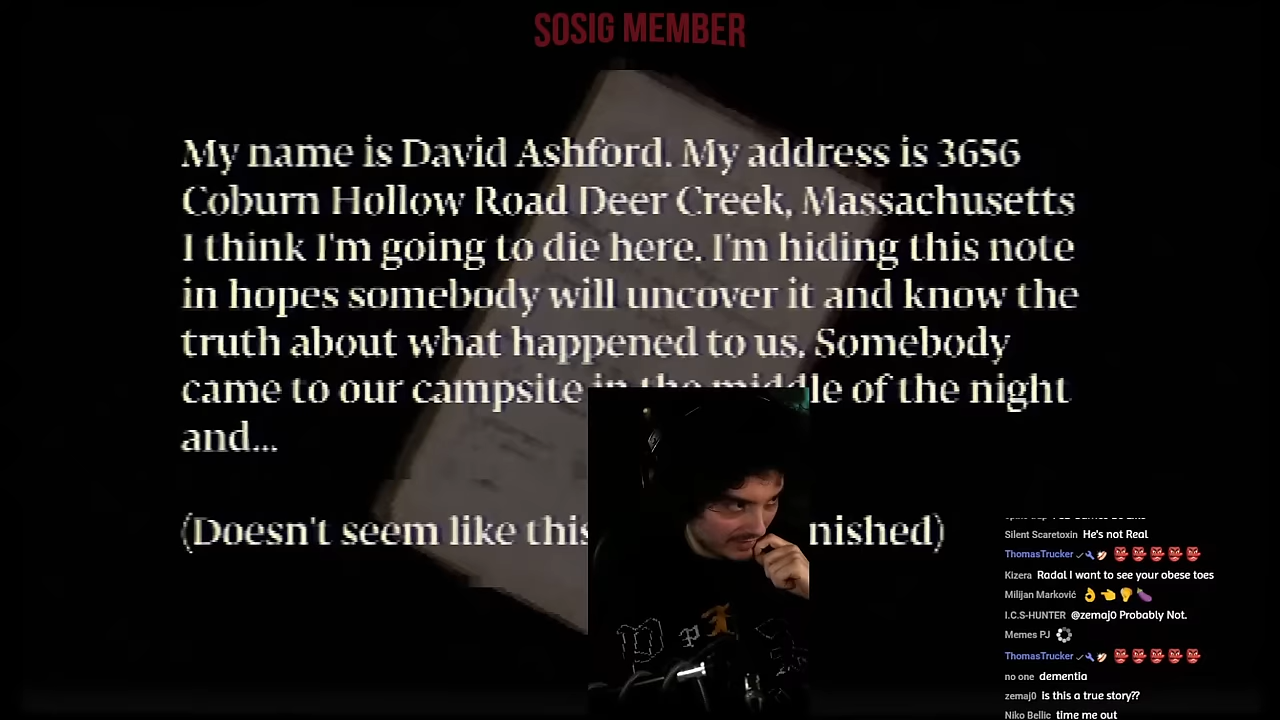 SOSIG MEMBER
My name is David Ashford. My address is 3656
Coburn Hollow Road Deer Creek, Massachusetts
I think I'm going to die here. I'm hiding this note
in hopes somebody will uncover it and know the
truth about what happened to us. Somebody
came to our campsite in the middle of the night
and...
(Doesn't seem like this nished)
Silent Scaretoxin He's not Real
ThomasTrucker
Kizera Radal I want to see your obese toes
Milijan Marković
I.C.S-HUNTER @zemaj0 Probably Not.
Memes PJ
ThomasTrucker
no one dementia
zemaj0 is this a true story??
Niko Bellic time me out